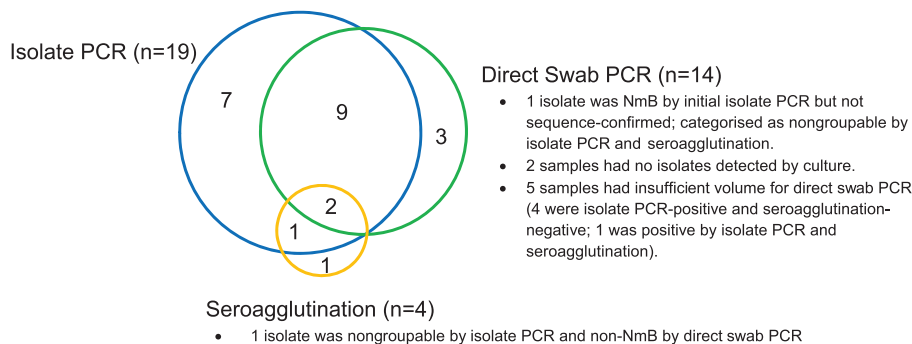 Isolate PCR (n=19)
7
9
3
2
1
1
Direct Swab PCR (n=14)
• 1 isolate was NmB by initial isolate PCR but not
sequence-confirmed; categorised as nongroupable by
isolate PCR and seroagglutination.
• 2 samples had no isolates detected by culture.
• 5 samples had insufficient volume for direct swab PCR
(4 were isolate PCR-positive and seroagglutination-
negative; 1 was positive by isolate PCR and
seroagglutination).
Seroagglutination (n=4)
• 1 isolate was nongroupable by isolate PCR and non-NmB by direct swab PCR